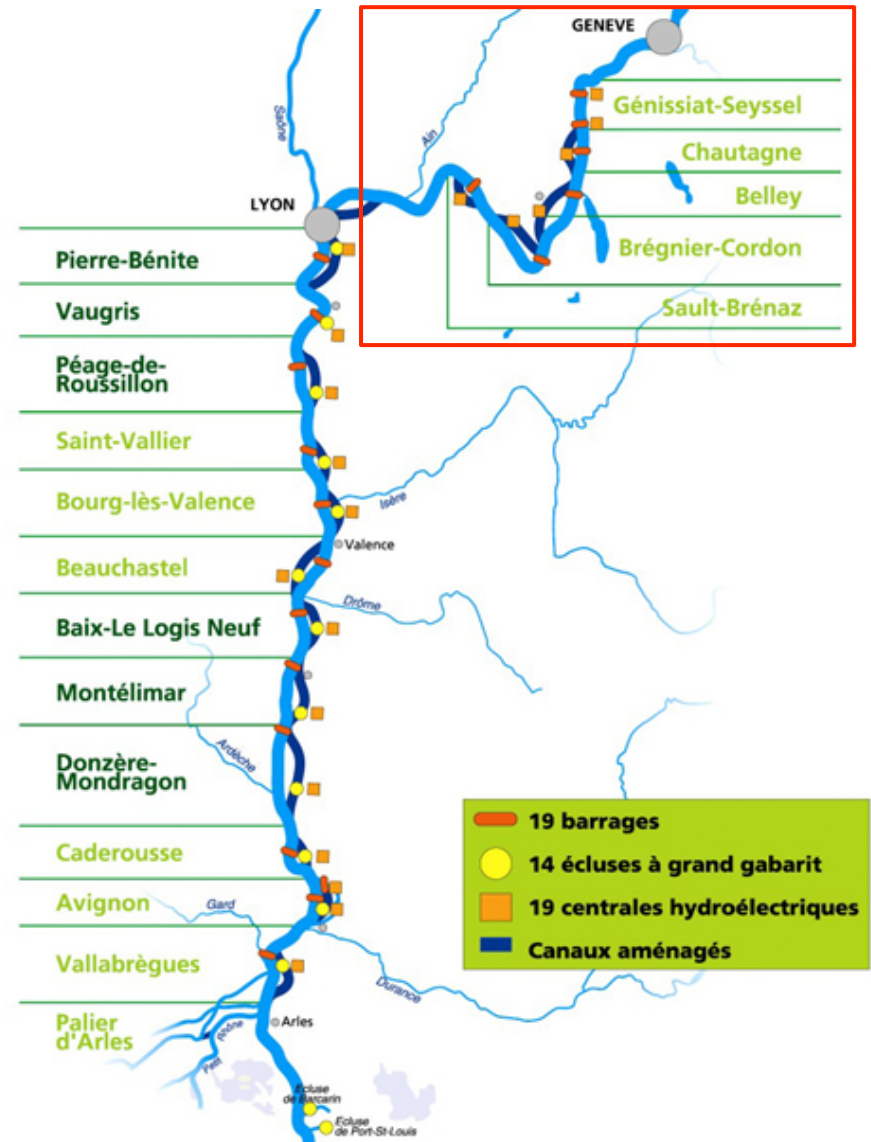 GENEVE
Génissiat-Seyssel
Chautagne
Belley
Brégnier-Cordon
Sault-Brénaz
Saône
Ain
LYON
Pierre-Bénite
Vaugris
Péage-de-
Roussillon
Saint-Vallier
Bourg-lès-Valence
Isère
Valence
Beauchastel
Drôme
Baix-Le Logis Neuf
Montélimar
Ardèche
Donzère-
Mondragon
Caderousse
Avignon
Gard
Vallabrègues
Durance
Palier
d'Arles
Arles
Petit Rhône
Ecluse
de Barcarin
Ecluse
de Port-St-Louis
19 barrages
14 écluses à grand gabarit
19 centrales hydroélectriques
Canaux aménagés